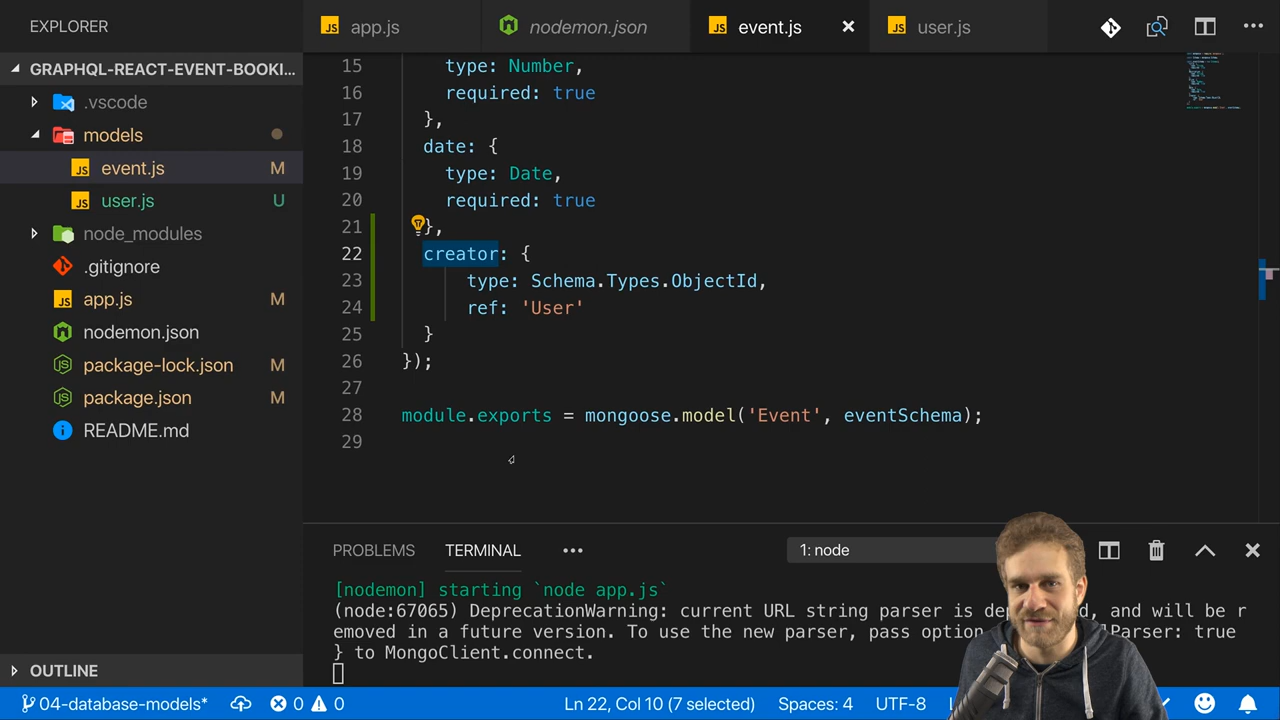 EXPLORER
app.js
nodemon.json
event.js
user.js
GRAPHQL-REACT-EVENT-BOOKI...
.vscode
models
event.js M
user.js U
node_modules
.gitignore
app.js M
nodemon.json
package-lock.json M
package.json M
README.md
OUTLINE
15 type: Number,
16 required: true
17 },
18 date: {
19 type: Date,
20 required: true
21 },
22 creator: {
23 type: Schema.Types.ObjectId,
24 ref: 'User'
25 }
26 });
27
28 module.exports = mongoose.model('Event', eventSchema);
29
PROBLEMS TERMINAL ••• 1: node
[nodemon] starting `node app.js`
(node:67065) DeprecationWarning: current URL string parser is dep d, and will be r
emoved in a future version. To use the new parser, pass option lParser: true
} to MongoClient.connect.
04-database-models* 0 0 Ln 22, Col 10 (7 selected) Spaces: 4 UTF-8